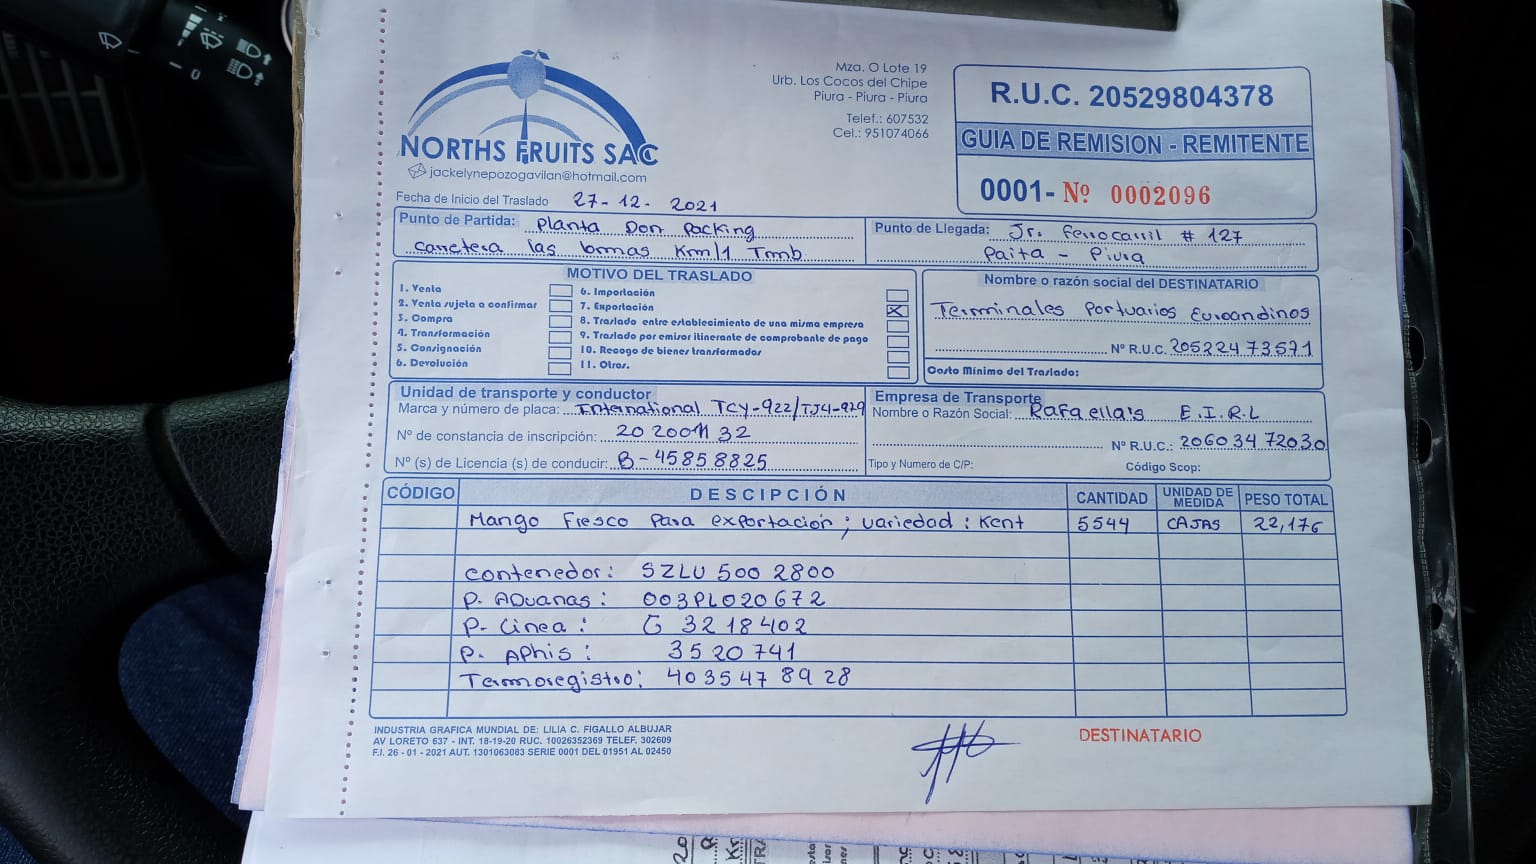 NORTHS FRUITS SAC
jackelynepozogavilan@hotmail.com
Mza. O Lote 19
Urb. Los Cocos del Chipe
Piura - Piura - Piura
Telef.: 607532
Cel.: 951074066
R.U.C. 20529804378
GUIA DE REMISION - REMITENTE
0001- Nº 0002096
Fecha de Inicio del Traslado 27-12-2021
Punto de Partida: Planta Don Packing
Carretera las lomas Km/1 Tmb
Punto de Llegada: Jr. Ferrocarril # 127
Paita - Piura
MOTIVO DEL TRASLADO
1. Venta
2. Venta sujeta a confirmar
3. Compra
4. Transformación
5. Consignación
6. Devolución
6. Importación
7. Exportación X
8. Traslado entre establecimiento de una misma empresa
9. Traslado por emisor itinerante de comprobante de pago
10. Recogo de bienes transformados
11. Otros.
Nombre o razón social del DESTINATARIO
Terminales Portuarios Euroandinos
Nº R.U.C. 20522473571
Costo Mínimo del Traslado:
Unidad de transporte y conductor
Marca y número de placa: International TCY-922/TJ4-979
Nº de constancia de inscripción:
Nº (s) de Licencia (s) de conducir: B-45858825
Empresa de Transporte
Nombre o Razón Social: Rafaella's E.I.R.L
Nº R.U.C.: 20603472030
Tipo y Numero de C/P:
Código Scop:
CÓDIGO DESCIPCIÓN CANTIDAD UNIDAD DE MEDIDA PESO TOTAL
Mango Fresco para exportación; variedad: Kent 5544 CAJAS 22,176
Contenedor: SZLU 500 2800
P. ADuanas: 003PL020672
P. Linea: 3218402
P. APhis: 3520741
Termoregistro: 4035478928
INDUSTRIA GRAFICA MUNDIAL DE: LILIA C. FIGALLO ALBUJAR
AV LORETO 637 - INT. 18-19-20 RUC. 10026352369 TELEF. 302609
F.I. 26 - 01 - 2021 AUT. 1301063083 SERIE 0001 DEL 01951 AL 02450
DESTINATARIO